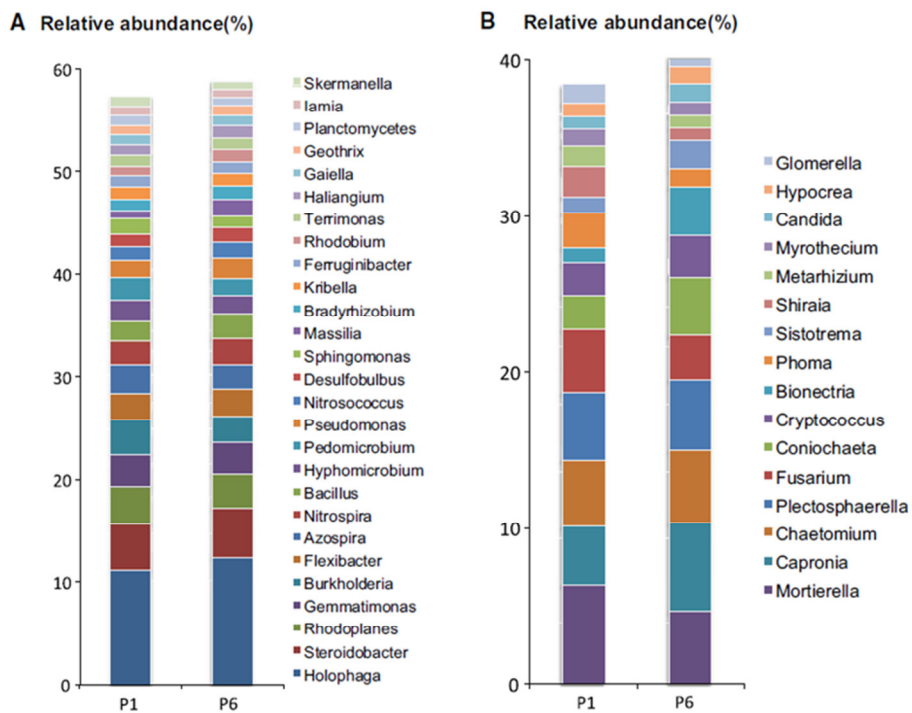 A Relative abundance(%)
60
50
40
30
20
10
0
P1
P6
Skermanella
Iamia
Planctomycetes
Geothrix
Gaiella
Haliangium
Terrimonas
Rhodobium
Ferruginibacter
Kribella
Bradyrhizobium
Massilia
Sphingomonas
Desulfobulbus
Nitrosococcus
Pseudomonas
Pedomicrobium
Hyphomicrobium
Bacillus
Nitrospira
Azospira
Flexibacter
Burkholderia
Gemmatimonas
Rhodoplanes
Steroidobacter
Holophaga
B Relative abundance(%)
40
30
20
10
0
P1
P6
Glomerella
Hypocrea
Candida
Myrothecium
Metarhizium
Shiraia
Sistotrema
Phoma
Bionectria
Cryptococcus
Coniochaeta
Fusarium
Plectosphaerella
Chaetomium
Capronia
Mortierella